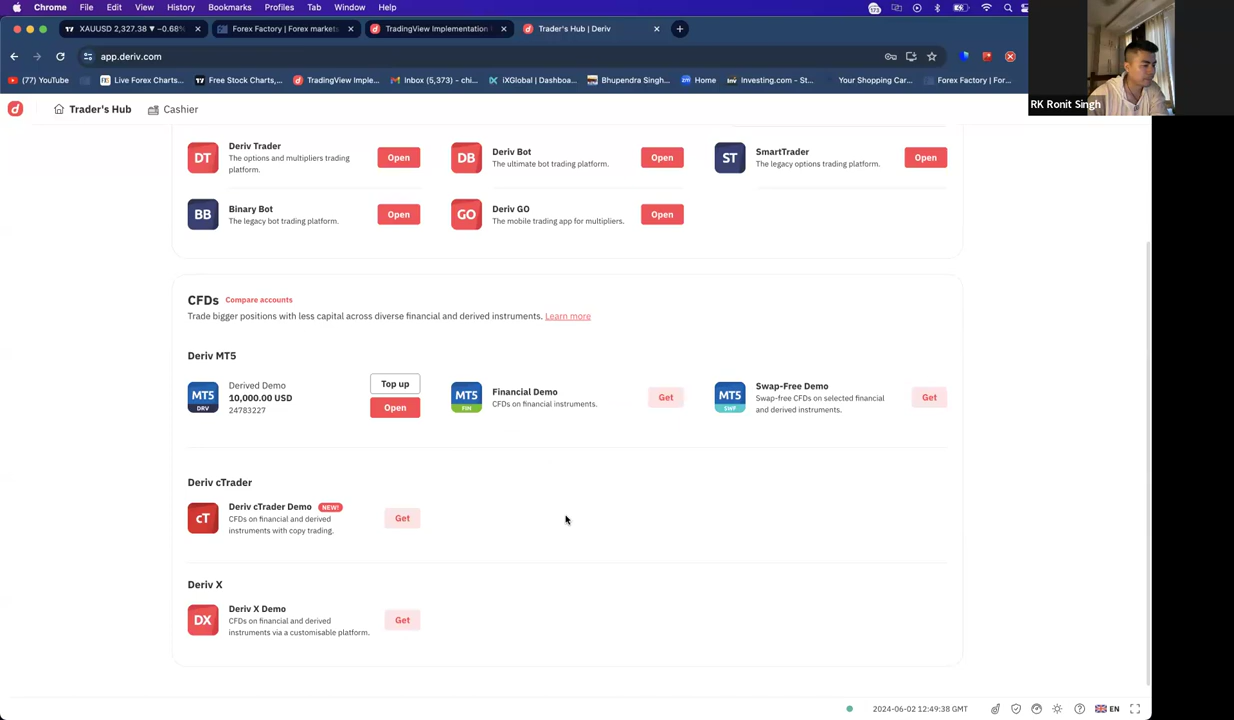 Chrome File Edit View History Bookmarks Profiles Tab Window Help
XAUUSD 2,327.38 ▼ −0.68% Forex Factory | Forex market TradingView Implementation Trader's Hub | Deriv
app.deriv.com
(77) YouTube Live Forex Charts... Free Stock Charts,... TradingView Imple... Inbox (5,373) – chi... iXGlobal | Dashboa... Bhupendra Singh... Home Investing.com - St... Your Shopping Car... Forex Factory | For...
RK Ronit Singh
Trader's Hub Cashier
DT
Deriv Trader
The options and multipliers trading
platform.
Open
DB
Deriv Bot
The ultimate bot trading platform.
Open
ST
SmartTrader
The legacy options trading platform.
Open
BB
Binary Bot
The legacy bot trading platform.
Open
GO
Deriv GO
The mobile trading app for multipliers.
Open
CFDs Compare accounts
Trade bigger positions with less capital across diverse financial and derived instruments. Learn more
Deriv MT5
MT5
DRV
Derived Demo
10,000.00 USD
24783227
Top up
Open
MT5
FIN
Financial Demo
CFDs on financial instruments.
Get
MT5
SWF
Swap-Free Demo
Swap-free CFDs on selected financial
and derived instruments.
Get
Deriv cTrader
cT
Deriv cTrader Demo NEW!
CFDs on financial and derived
instruments with copy trading.
Get
Deriv X
DX
Deriv X Demo
CFDs on financial and derived
instruments via a customisable platform.
Get
2024-06-02 12:49:38 GMT EN